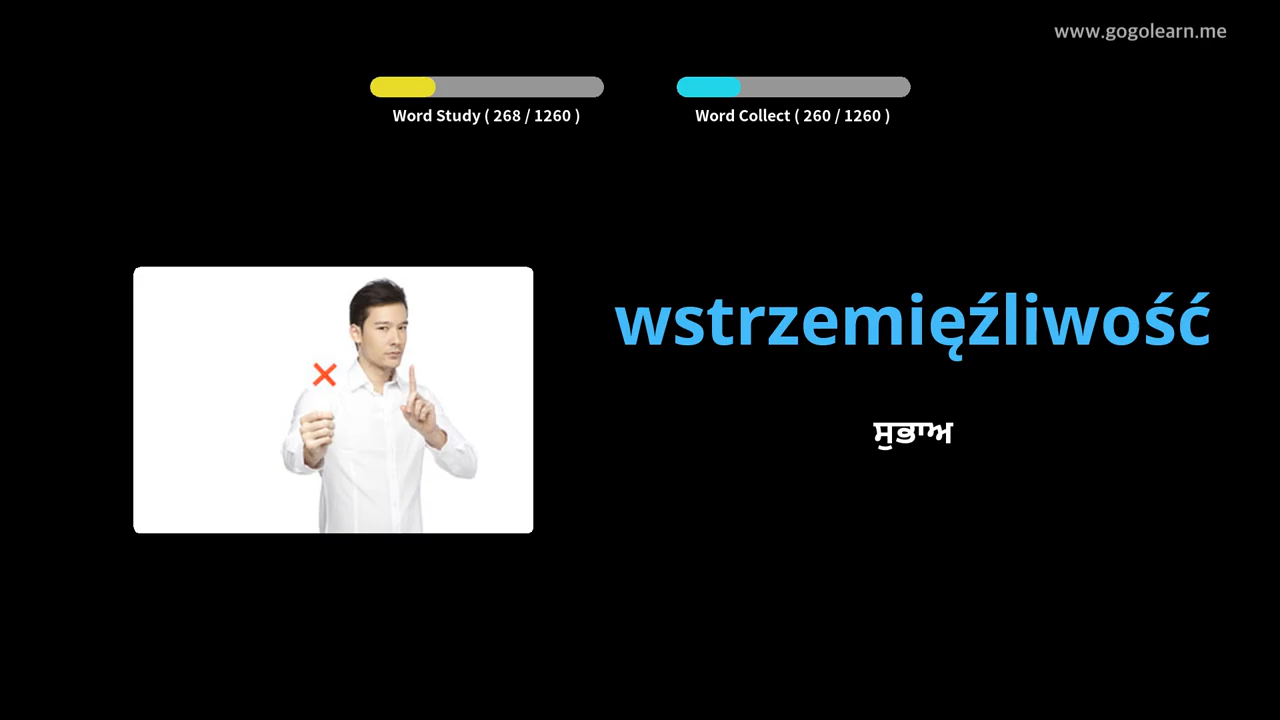 www.gogolearn.me
Word Study ( 268 / 1260 )
Word Collect ( 260 / 1260 )
wstrzemięźliwość
ਸੁਭਾਅ